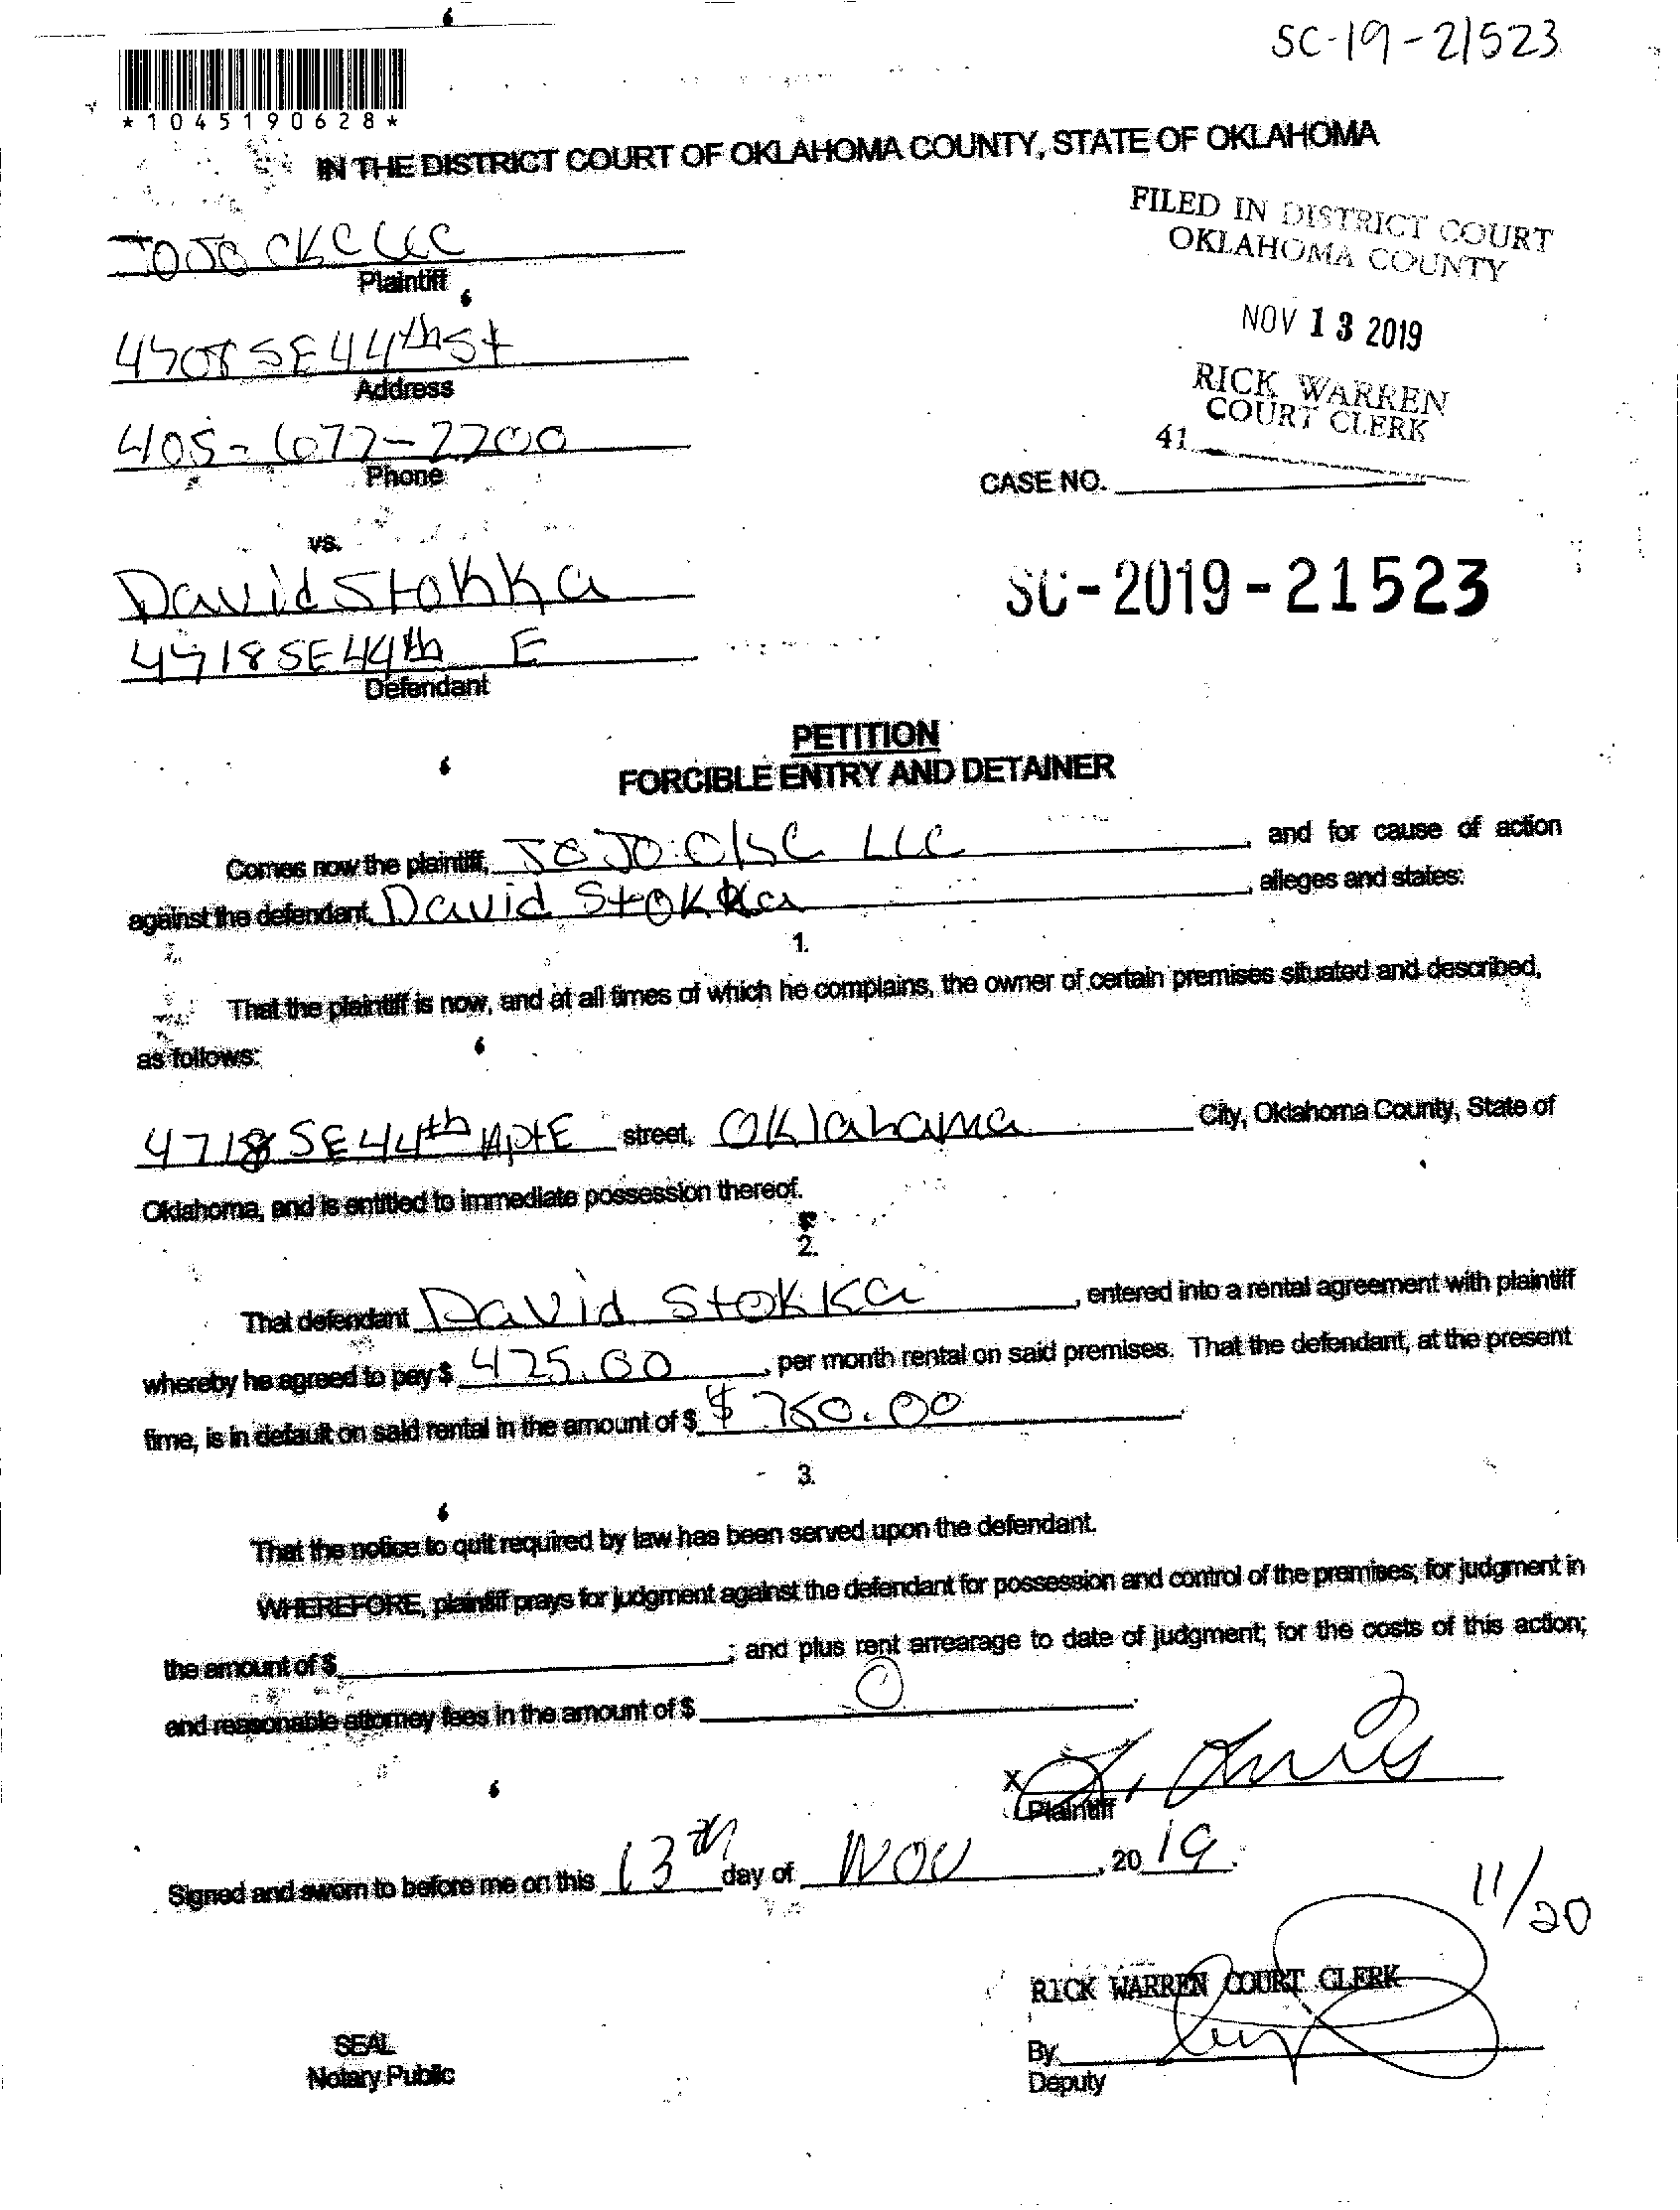 SC-19-21523
*1045190628*
IN THE DISTRICT COURT OF OKLAHOMA COUNTY, STATE OF OKLAHOMA
FILED IN DISTRICT COURT
OKLAHOMA COUNTY
JOJO OKC LLC
Plaintiff
NOV 13 2019
4708 SE 44th St
Address
RICK WARREN
COURT CLERK
41
405-677-2200
Phone
CASE NO.
vs.
David Stokka
SC-2019-21523
4718 SE 44th E
Defendant
PETITION
FORCIBLE ENTRY AND DETAINER
Comes now the plaintiff, JOJO OKC LLC, and for cause of action
against the defendant, David Stokka, alleges and states:
1.
That the plaintiff is now, and at all times of which he complains, the owner of certain premises situated and described,
as follows:
4718 SE 44th Apt E street, Oklahoma City, Oklahoma County, State of
Oklahoma, and is entitled to immediate possession thereof.
2.
That defendant David Stokka, entered into a rental agreement with plaintiff
whereby he agreed to pay $ 425.00, per month rental on said premises. That the defendant, at the present
time, is in default on said rental in the amount of $ $ 750.00.
3.
That the notice to quit required by law has been served upon the defendant.
WHEREFORE, plaintiff prays for judgment against the defendant for possession and control of the premises; for judgment in
the amount of $ ; and plus rent arrearage to date of judgment; for the costs of this action;
and reasonable attorney fees in the amount of $ 0.
X
Plaintiff
Signed and sworn to before me on this 13th day of NOV, 2019.
11/20
RICK WARREN COURT CLERK
SEAL
Notary Public
By
Deputy